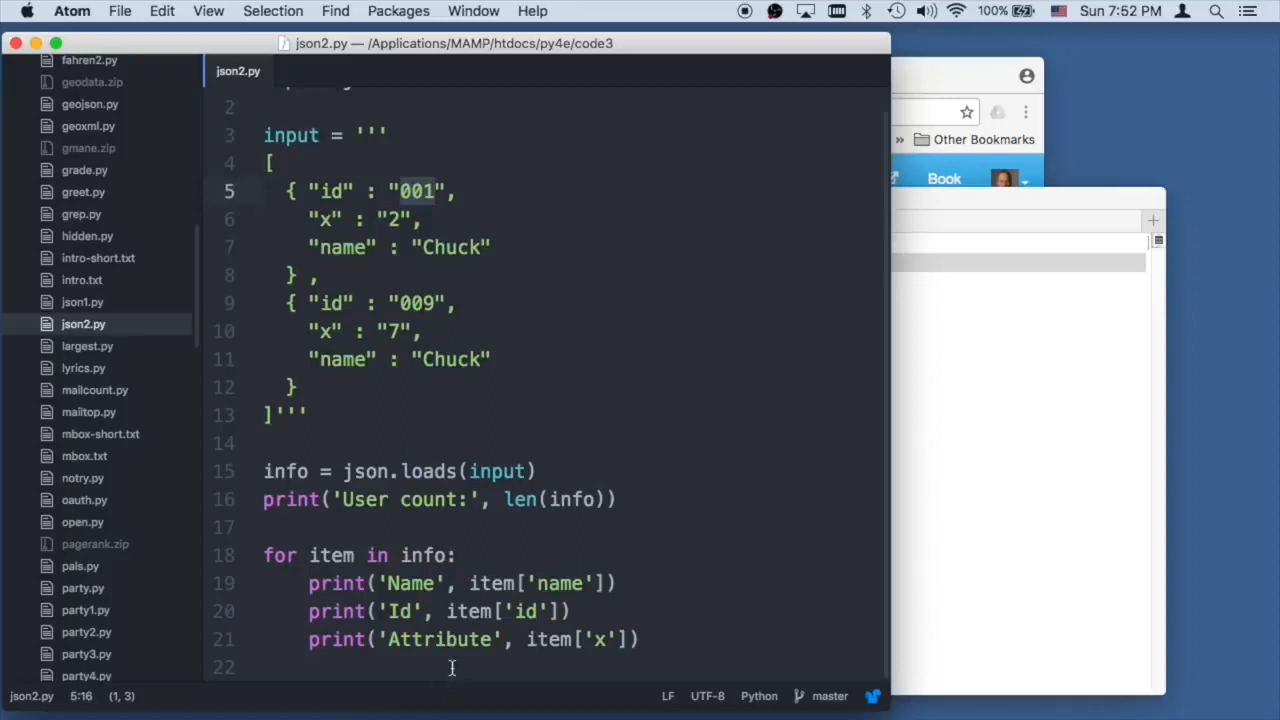 Atom File Edit View Selection Find Packages Window Help 100% Sun 7:52 PM
json2.py — /Applications/MAMP/htdocs/py4e/code3
fahren2.py
geodata.zip
geojson.py
geoxml.py
gmane.zip
grade.py
greet.py
grep.py
hidden.py
intro-short.txt
intro.txt
json1.py
json2.py
largest.py
lyrics.py
mailcount.py
mailtop.py
mbox-short.txt
mbox.txt
notry.py
oauth.py
open.py
pagerank.zip
pals.py
party.py
party1.py
party2.py
party3.py
party4.py
json2.py
2
3 input = '''
4 [
5 { "id" : "001",
6 "x" : "2",
7 "name" : "Chuck"
8 } ,
9 { "id" : "009",
10 "x" : "7",
11 "name" : "Chuck"
12 }
13 ]'''
14
15 info = json.loads(input)
16 print('User count:', len(info))
17
18 for item in info:
19 print('Name', item['name'])
20 print('Id', item['id'])
21 print('Attribute', item['x'])
22
json2.py 5:16 (1, 3) LF UTF-8 Python master
» Other Bookmarks
Book